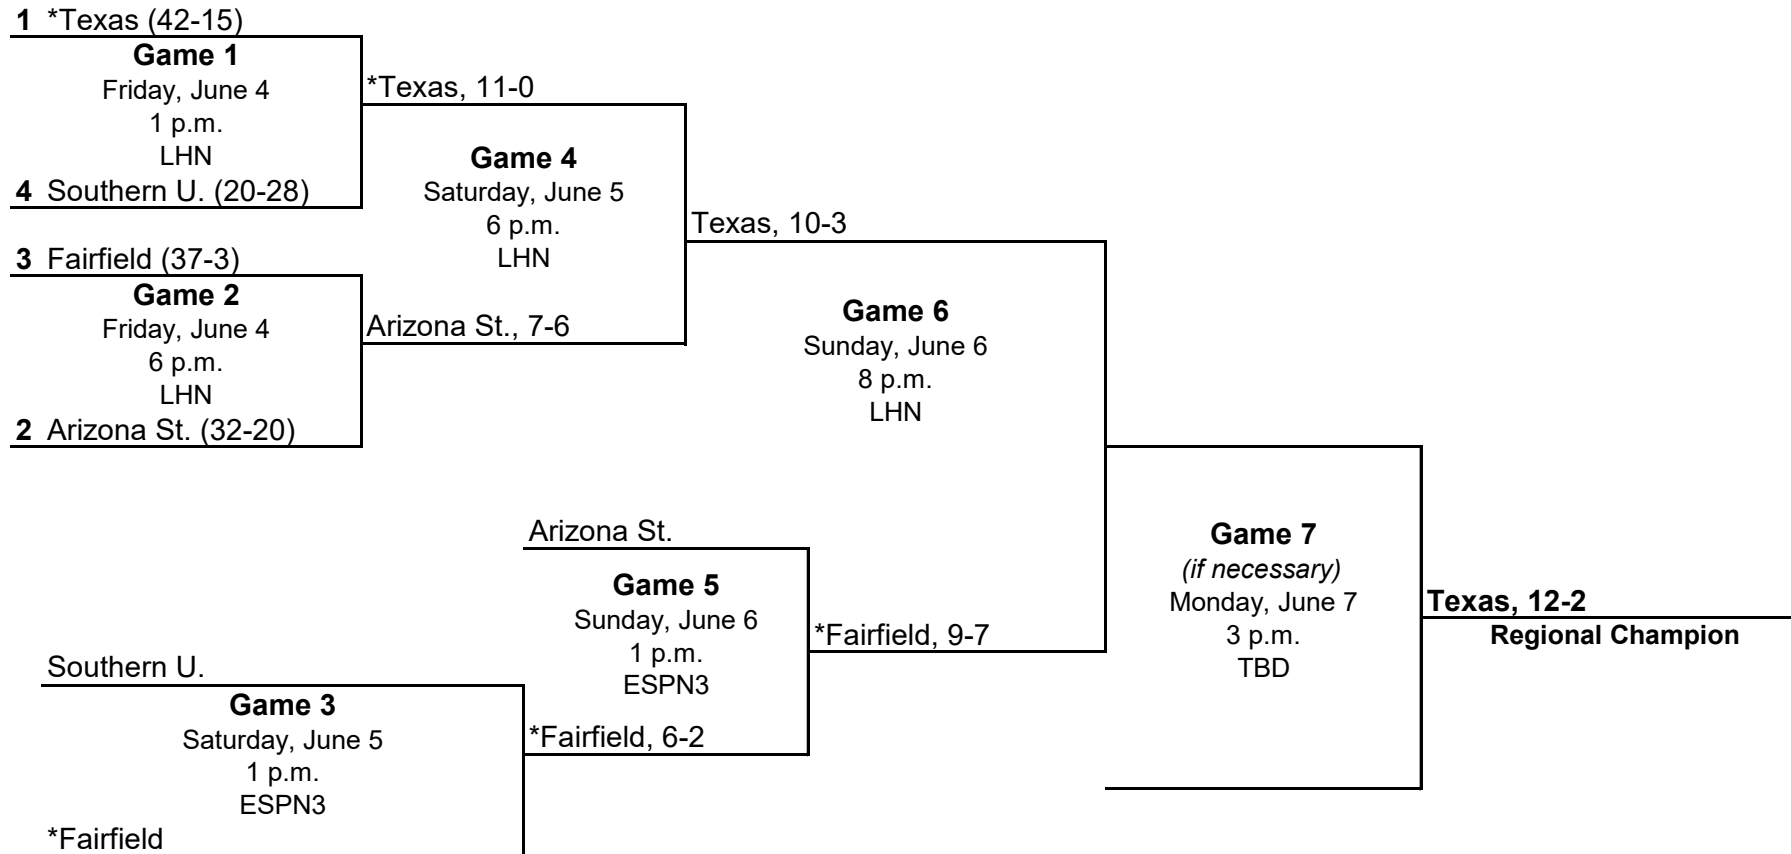 1 *Texas (42-15)
Game 1
Friday, June 4
1 p.m.
LHN
4 Southern U. (20-28)
*Texas, 11-0
3 Fairfield (37-3)
Game 2
Friday, June 4
6 p.m.
LHN
2 Arizona St. (32-20)
Arizona St., 7-6
Game 4
Saturday, June 5
6 p.m.
LHN
Texas, 10-3
Game 6
Sunday, June 6
8 p.m.
LHN
Arizona St.
Game 5
Sunday, June 6
1 p.m.
ESPN3
*Fairfield, 9-7
Southern U.
Game 3
Saturday, June 5
1 p.m.
ESPN3
*Fairfield
*Fairfield, 6-2
Game 7
(if necessary)
Monday, June 7
3 p.m.
TBD
Texas, 12-2
Regional Champion